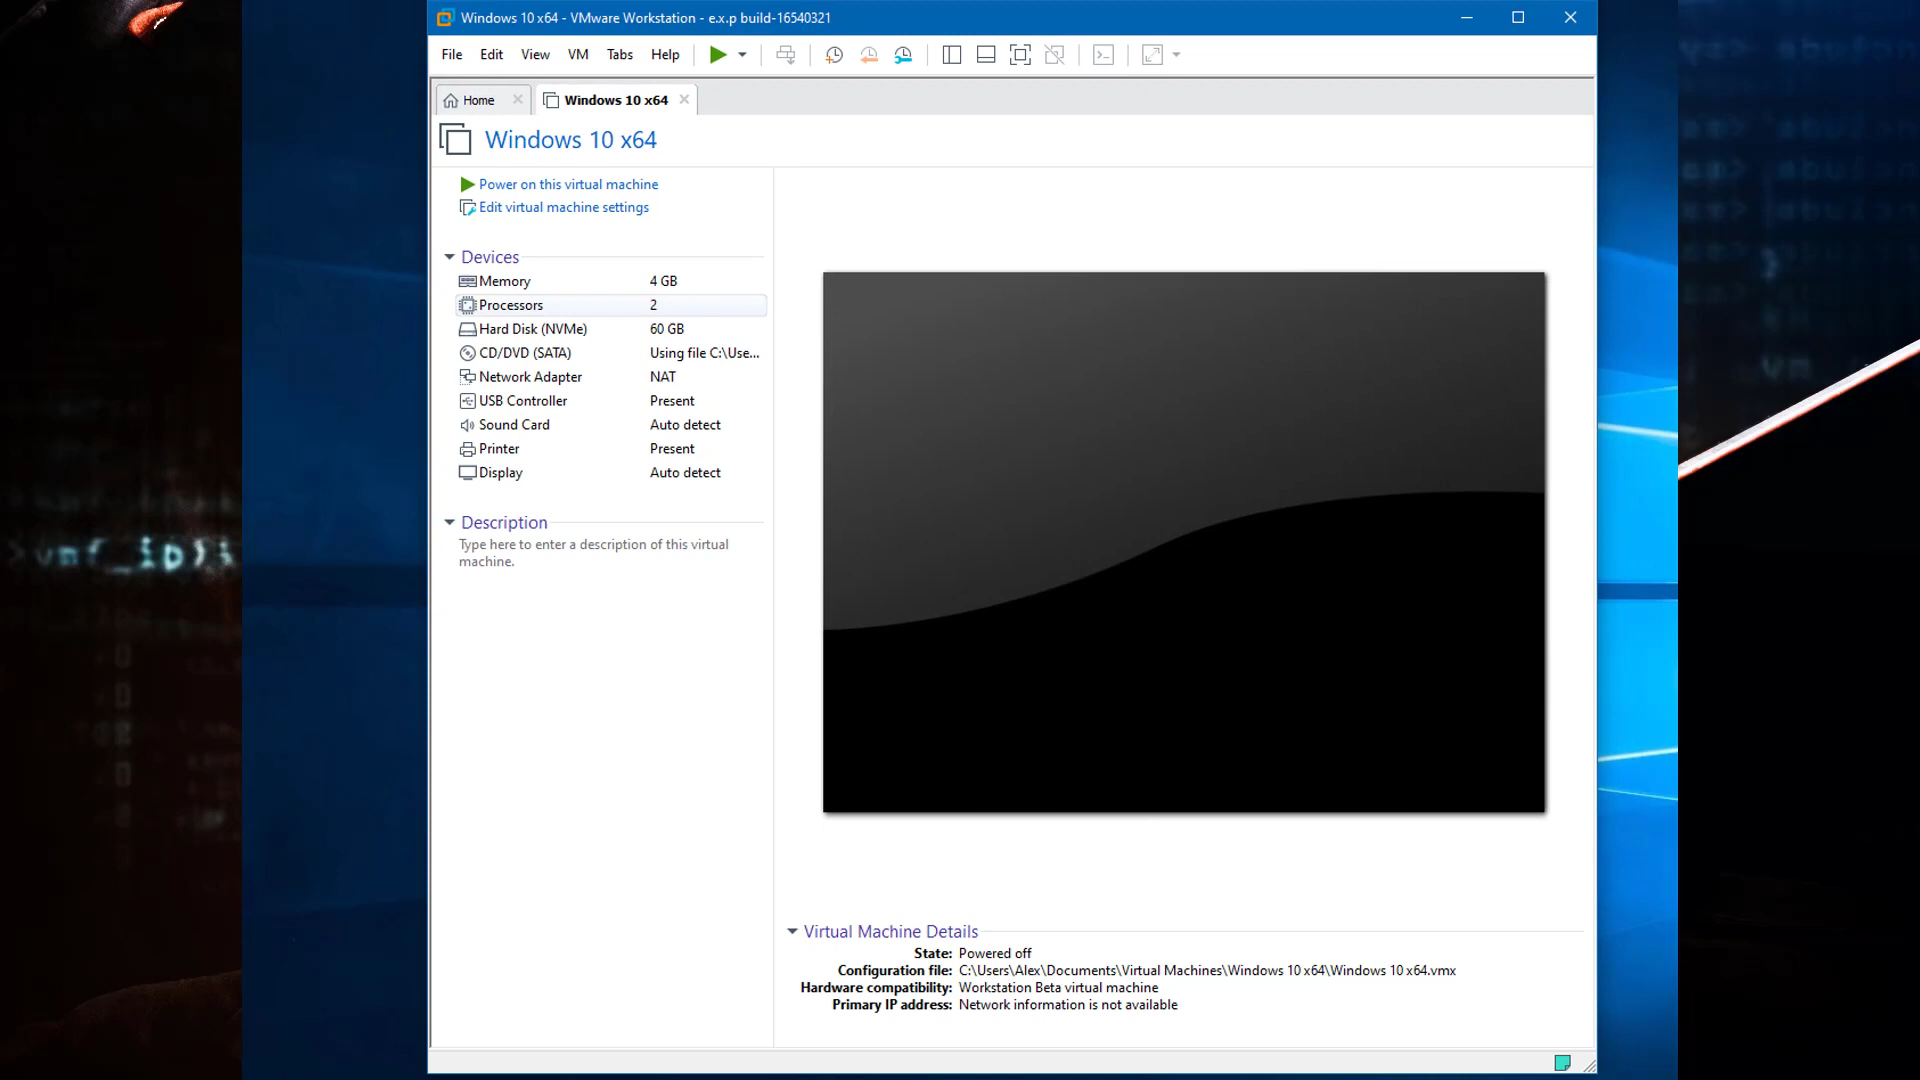 Windows 10 x64 - VMware Workstation - e.x.p build-16540321
File Edit View VM Tabs Help
Home Windows 10 x64
Windows 10 x64
Power on this virtual machine
Edit virtual machine settings
Devices
Memory 4 GB
Processors 2
Hard Disk (NVMe) 60 GB
CD/DVD (SATA) Using file C:\Use...
Network Adapter NAT
USB Controller Present
Sound Card Auto detect
Printer Present
Display Auto detect
Description
Type here to enter a description of this virtual
machine.
Virtual Machine Details
State: Powered off
Configuration file: C:\Users\Alex\Documents\Virtual Machines\Windows 10 x64\Windows 10 x64.vmx
Hardware compatibility: Workstation Beta virtual machine
Primary IP address: Network information is not available